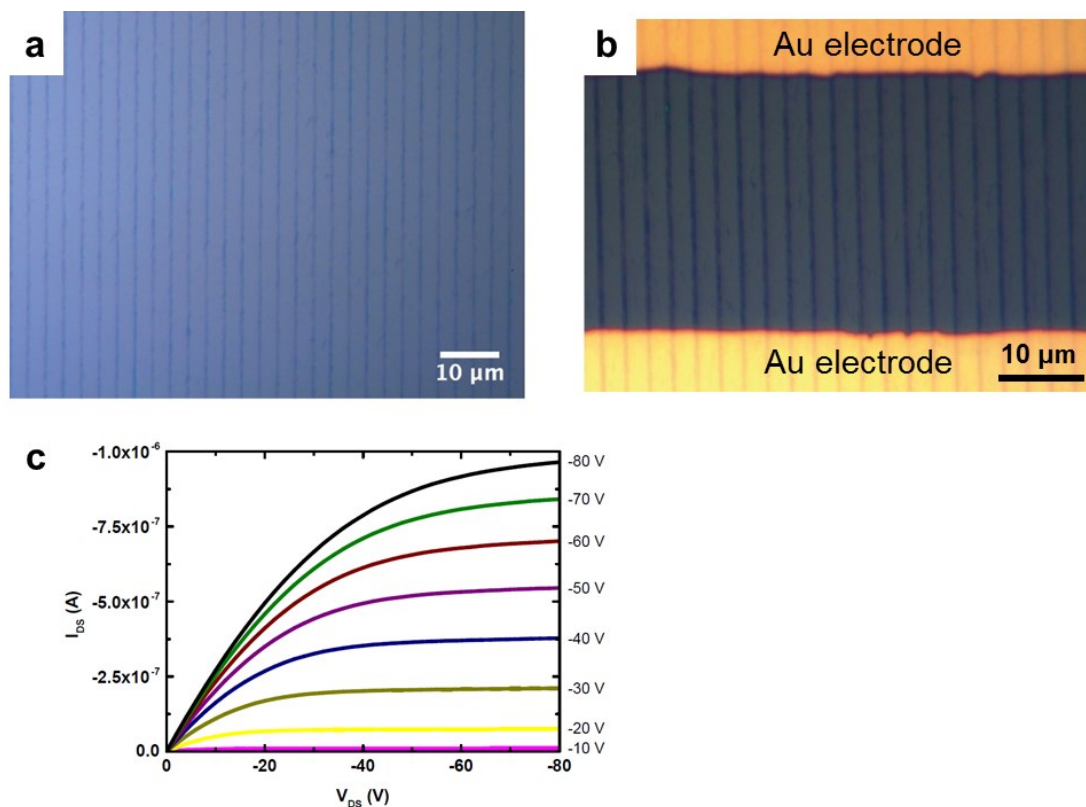 a
10 µm
b
Au electrode
Au electrode
10 µm
c
-1.0x10⁻⁶
-7.5x10⁻⁷
-5.0x10⁻⁷
-2.5x10⁻⁷
0.0
I_DS (A)
-80 V
-70 V
-60 V
-50 V
-40 V
-30 V
-20 V
-10 V
0
-20
-40
-60
-80
V_DS (V)